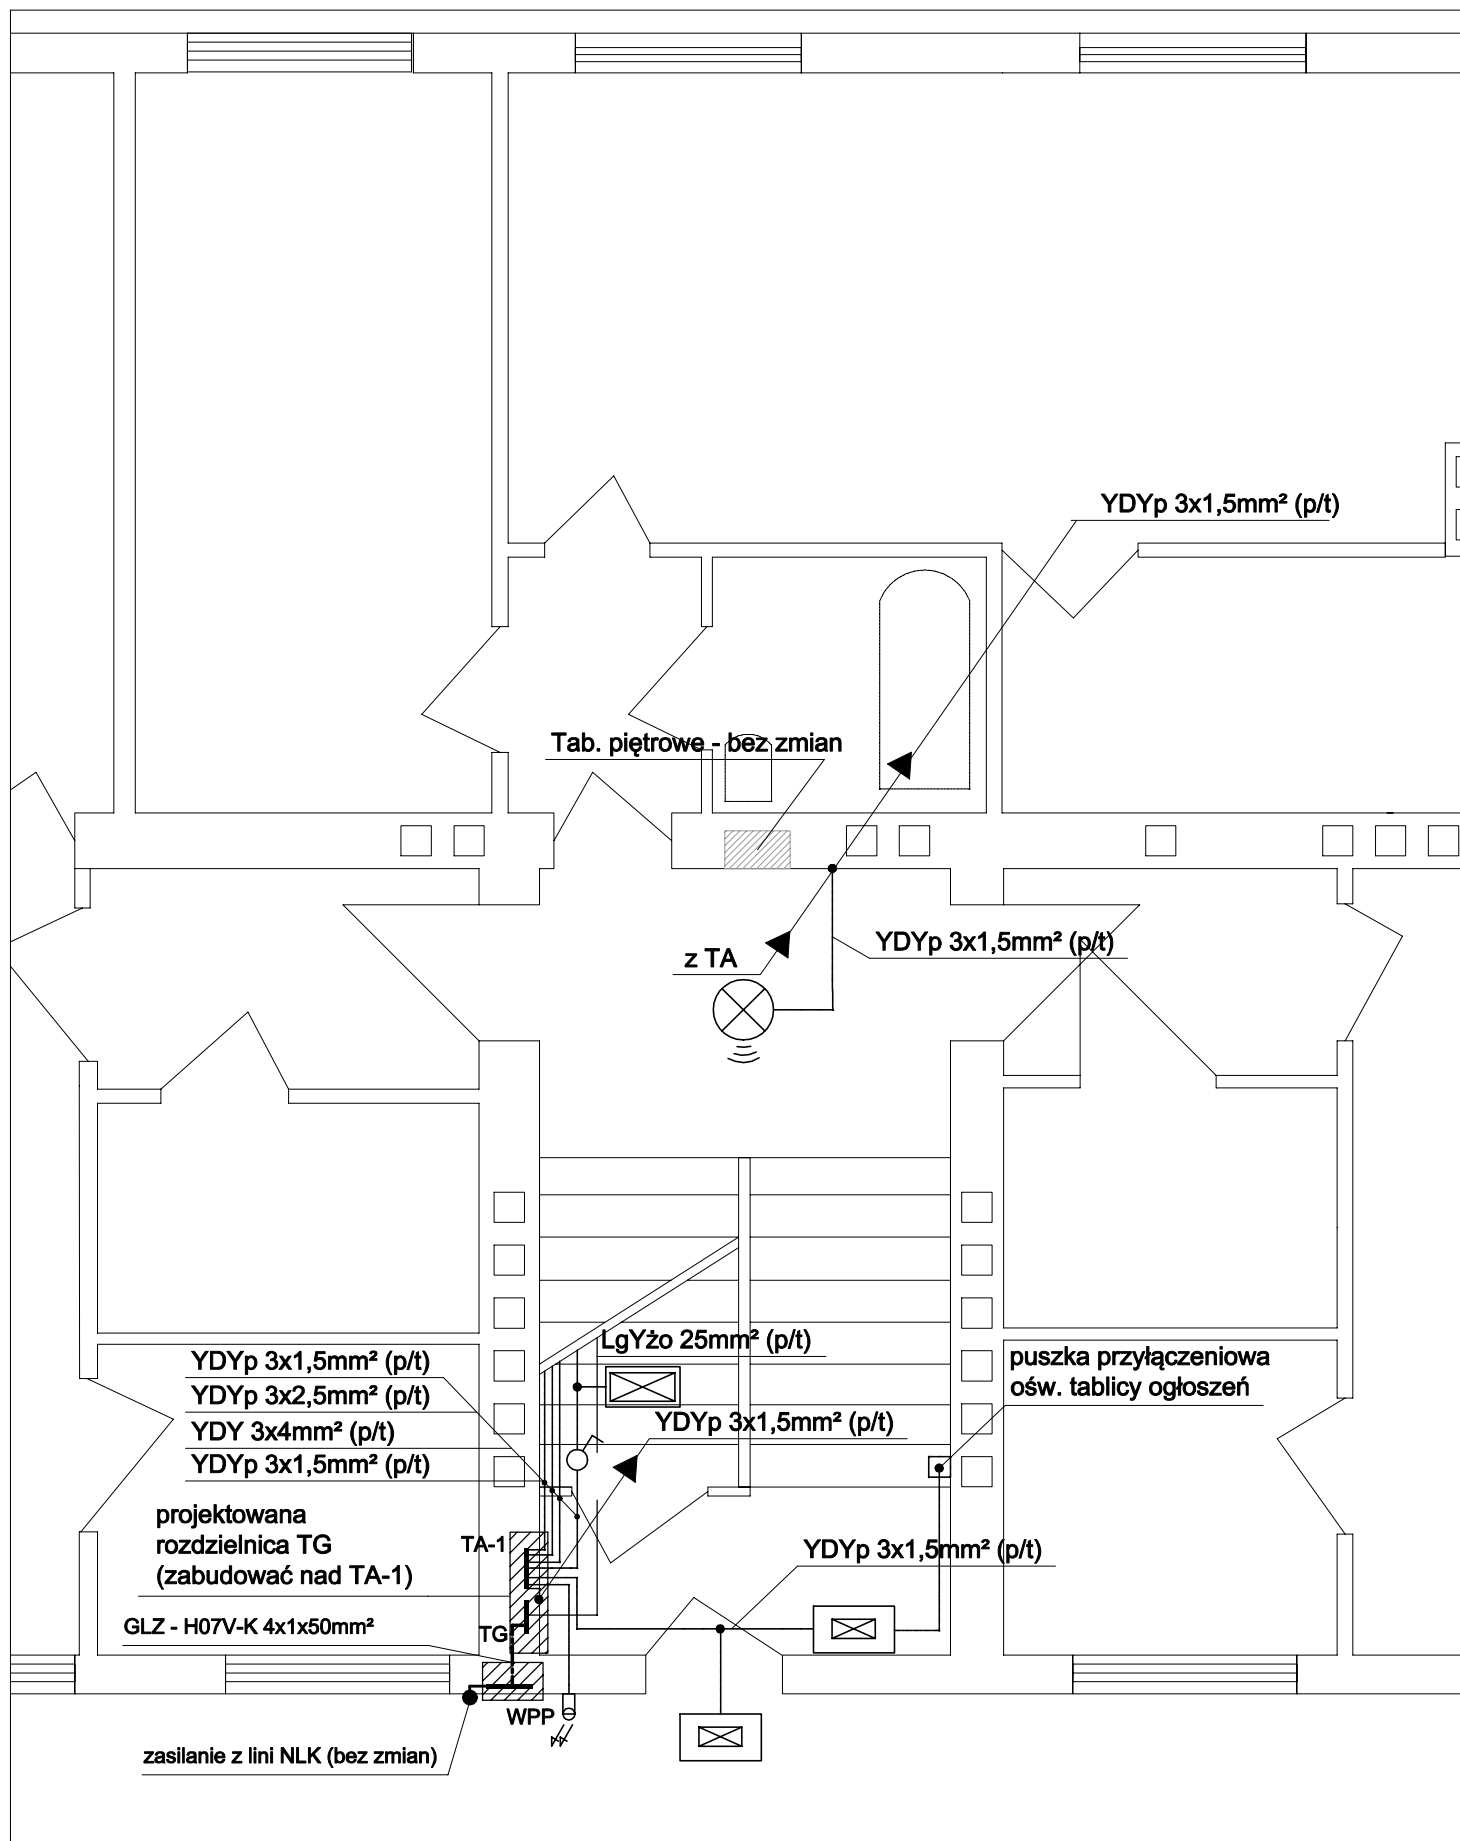 YDYp 3x1,5mm² (p/t)
Tab. piętrowe - bez zmian
YDYp 3x1,5mm² (p/t)
z TA
LgYżo 25mm² (p/t)
YDYp 3x1,5mm² (p/t)
YDYp 3x2,5mm² (p/t)
YDY 3x4mm² (p/t)
YDYp 3x1,5mm² (p/t)
puszka przyłączeniowa
ośw. tablicy ogłoszeń
YDYp 3x1,5mm² (p/t)
projektowana
rozdzielnica TG
(zabudować nad TA-1)
TA-1
YDYp 3x1,5mm² (p/t)
GLZ - H07V-K 4x1x50mm²
TG
WPP
zasilanie z lini NLK (bez zmian)